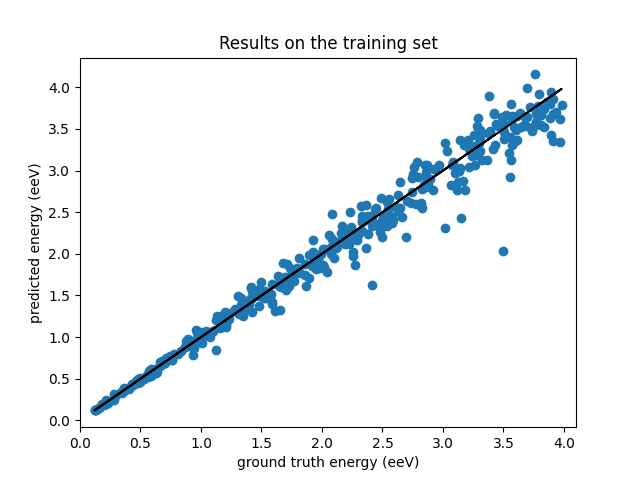 Results on the training set
predicted energy (eeV)
4.0
3.5
3.0
2.5
2.0
1.5
1.0
0.5
0.0
0.0 0.5 1.0 1.5 2.0 2.5 3.0 3.5 4.0
ground truth energy (eeV)